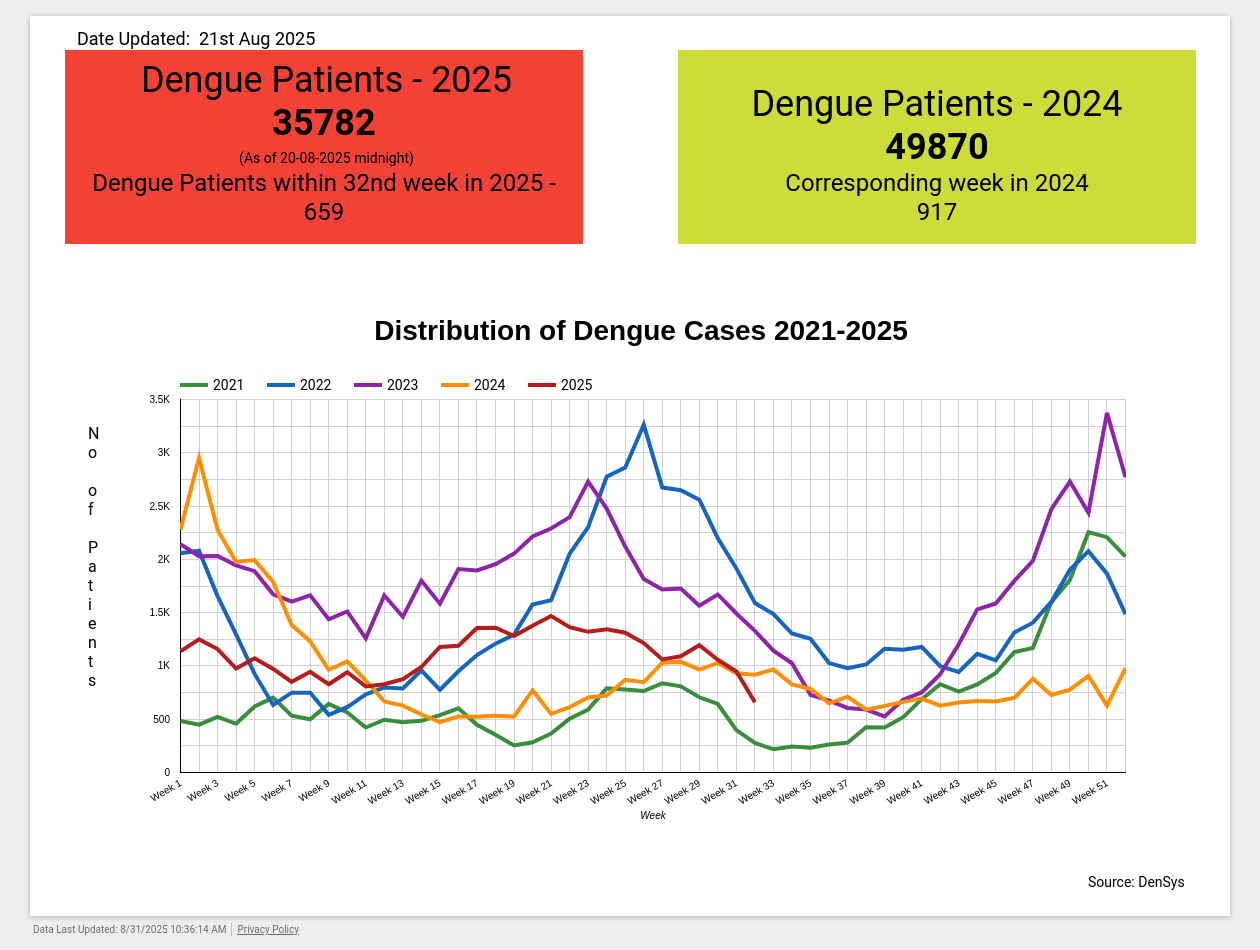 Date Updated:  21st Aug 2025
Dengue Patients - 2025
35782
(As of 20-08-2025 midnight)
Dengue Patients within 32nd week in 2025 -
659
Dengue Patients - 2024
49870
Corresponding week in 2024
917
Distribution of Dengue Cases 2021-2025
2021 2022 2023 2024 2025
No of Patients
3.5K
3K
2.5K
2K
1.5K
1K
500
0
Week 1 Week 3 Week 5 Week 7 Week 9 Week 11 Week 13 Week 15 Week 17 Week 19 Week 21 Week 23 Week 25 Week 27 Week 29 Week 31 Week 33 Week 35 Week 37 Week 39 Week 41 Week 43 Week 45 Week 47 Week 49 Week 51
Week
Source: DenSys
Data Last Updated: 8/31/2025 10:36:14 AM Privacy Policy